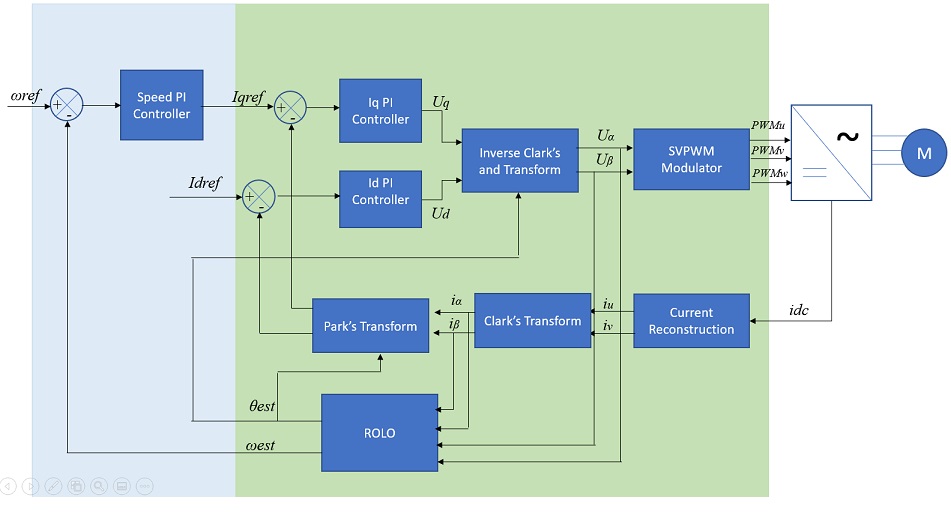 ωref
+
-
Speed PI
Controller
Iqref
+
-
Iq PI
Controller
Uq
Idref
+
-
Id PI
Controller
Ud
Inverse Clark's
and Transform
Uα
Uβ
SVPWM
Modulator
PWMu
PWMv
PWMw
~
M
Park's Transform
iα
iβ
Clark's Transform
iu
iv
Current
Reconstruction
idc
θest
ωest
ROLO